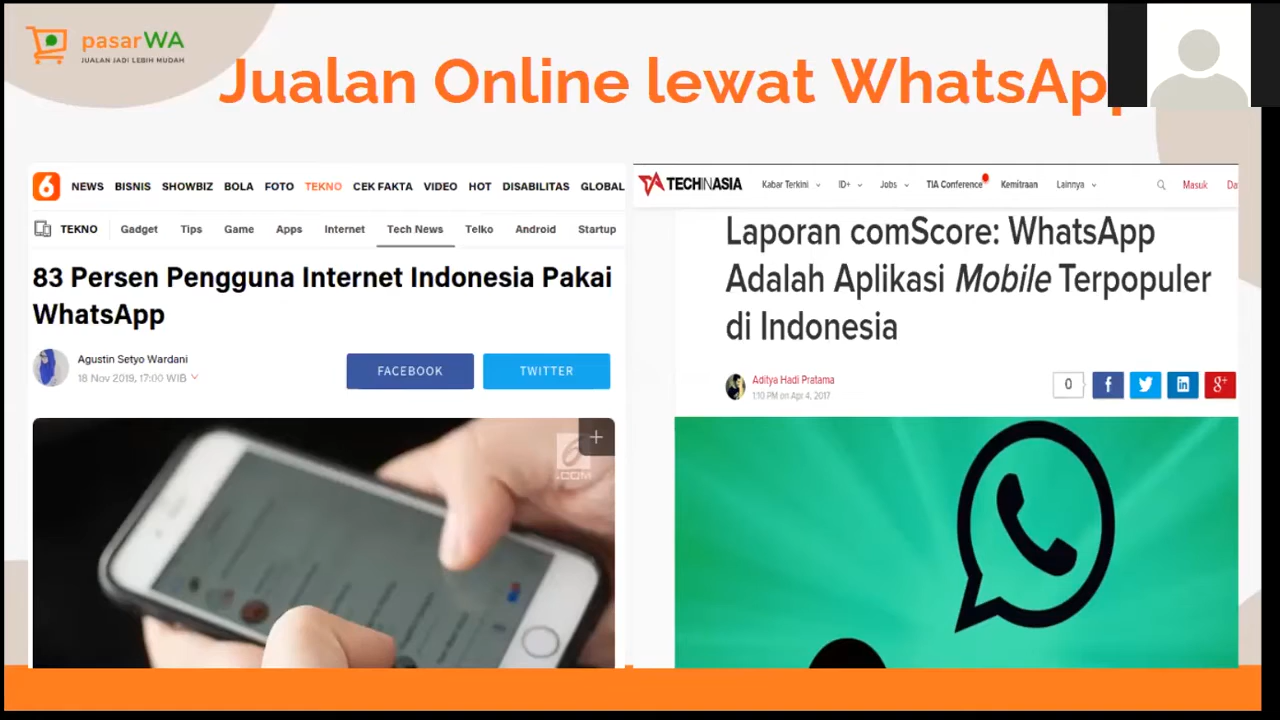 pasarWA
JUALAN JADI LEBIH MUDAH
Jualan Online lewat WhatsAp
6 NEWS BISNIS SHOWBIZ BOLA FOTO TEKNO CEK FAKTA VIDEO HOT DISABILITAS GLOBAL
TEKNO Gadget Tips Game Apps Internet Tech News Telko Android Startup
83 Persen Pengguna Internet Indonesia Pakai
WhatsApp
Agustin Setyo Wardani
18 Nov 2019, 17:00 WIB
FACEBOOK TWITTER
6
.COM
TECHINASIA Kabar Terkini ID+ Jobs TIA Conference Kemitraan Lainnya Masuk Da
Laporan comScore: WhatsApp
Adalah Aplikasi Mobile Terpopuler
di Indonesia
Aditya Hadi Pratama
1:10 PM on Apr 4, 2017
0